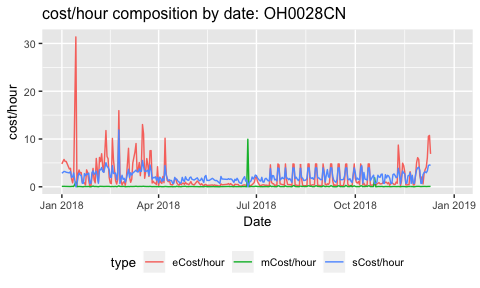 cost/hour composition by date: OH0028CN
30
20
10
0
cost/hour
Jan 2018 Apr 2018 Jul 2018 Oct 2018 Jan 2019
Date
type eCost/hour mCost/hour sCost/hour